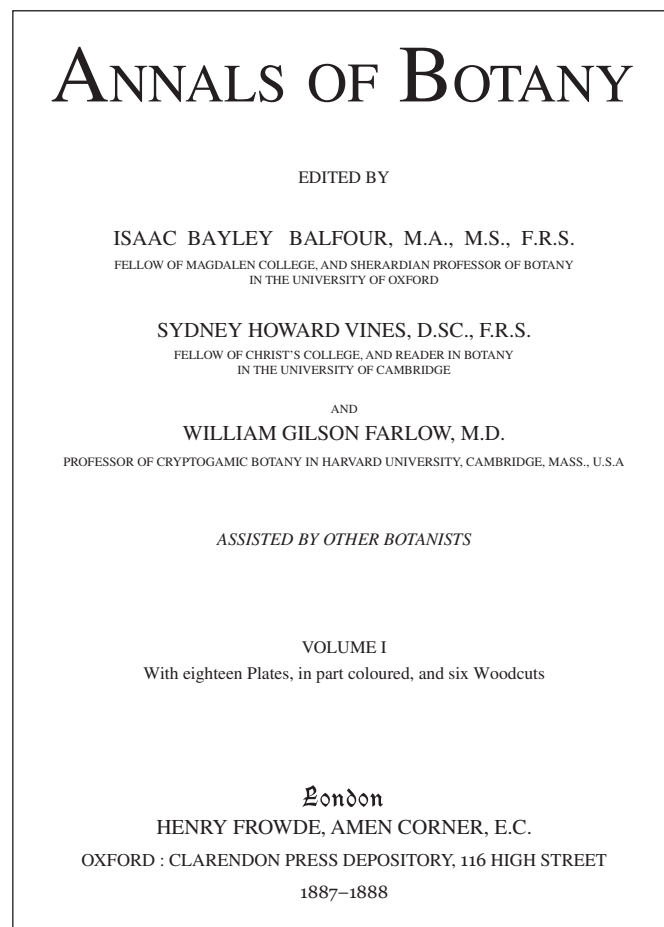 ANNALS OF BOTANY
EDITED BY
ISAAC BAYLEY BALFOUR, M.A., M.S., F.R.S.
FELLOW OF MAGDALEN COLLEGE, AND SHERARDIAN PROFESSOR OF BOTANY
IN THE UNIVERSITY OF OXFORD
SYDNEY HOWARD VINES, D.SC., F.R.S.
FELLOW OF CHRIST'S COLLEGE, AND READER IN BOTANY
IN THE UNIVERSITY OF CAMBRIDGE
AND
WILLIAM GILSON FARLOW, M.D.
PROFESSOR OF CRYPTOGAMIC BOTANY IN HARVARD UNIVERSITY, CAMBRIDGE, MASS., U.S.A
ASSISTED BY OTHER BOTANISTS
VOLUME I
With eighteen Plates, in part coloured, and six Woodcuts
London
HENRY FROWDE, AMEN CORNER, E.C.
OXFORD : CLARENDON PRESS DEPOSITORY, 116 HIGH STREET
1887–1888